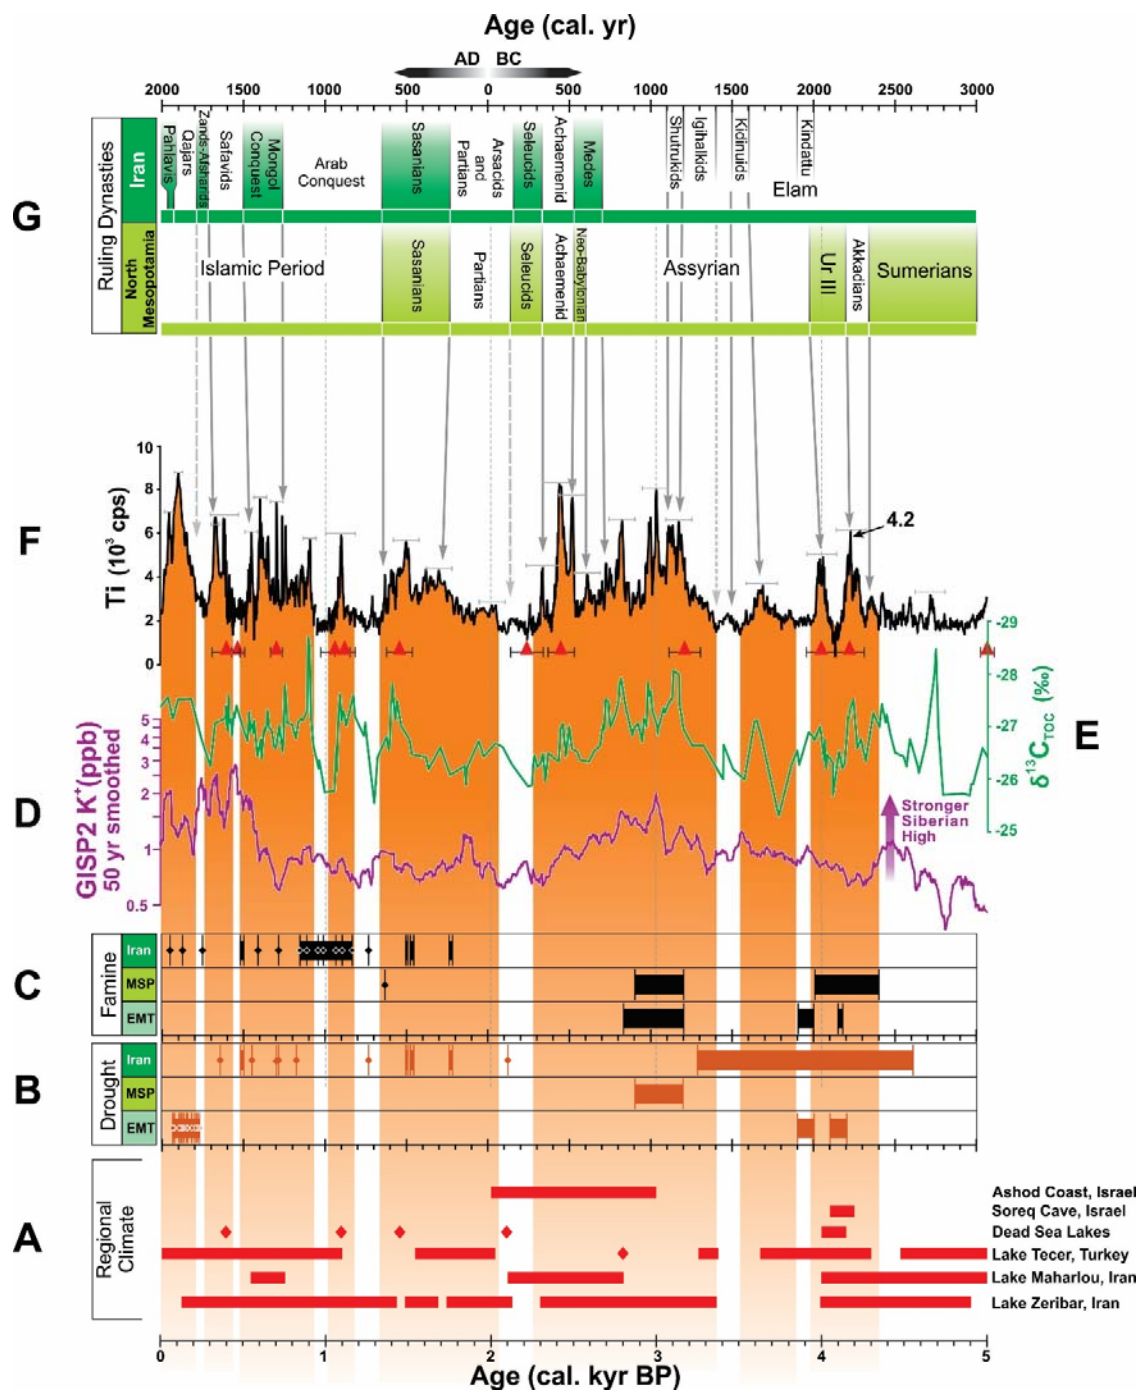 Age (cal. yr)
AD BC
2000 1500 1000 500 0 500 1000 1500 2000 2500 3000
G
Ruling Dynasties
Iran
Pahlavis
Qajars
Zands-Afsharids
Safavids
Mongol
Conquest
Arab
Conquest
Sasanians
Partians
and
Arsacids
Seleucids
Achaemenid
Medes
Shutrukids
Igihalkids
Kidinuids
Kindattu
Elam
North
Mesopotamia
Islamic Period
Sasanians
Partians
Seleucids
Achaemenid
Neo-Babylonian
Assyrian
Ur III
Akkadians
Sumerians
F
Ti (10³ cps)
10
8
6
4
2
0
4.2
E
δ¹³C TOC (‰)
-29
-28
-27
-26
-25
D
GISP2 K⁺(ppb)
50 yr smoothed
5
4
3
2
1
0.5
Stronger
Siberian
High
C
Famine
Iran
MSP
EMT
B
Drought
Iran
MSP
EMT
A
Regional
Climate
Ashod Coast, Israel
Soreq Cave, Israel
Dead Sea Lakes
Lake Tecer, Turkey
Lake Maharlou, Iran
Lake Zeribar, Iran
0 1 2 3 4 5
Age (cal. kyr BP)